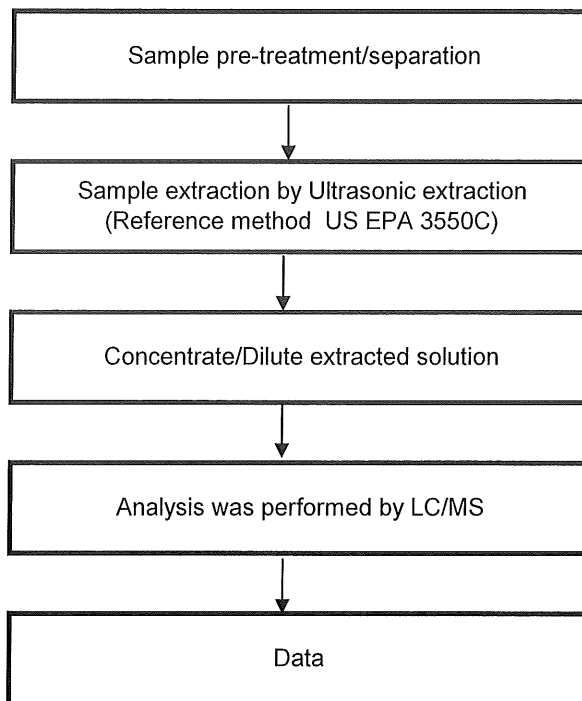 Sample pre-treatment/separation
Sample extraction by Ultrasonic extraction
(Reference method US EPA 3550C)
Concentrate/Dilute extracted solution
Analysis was performed by LC/MS
Data